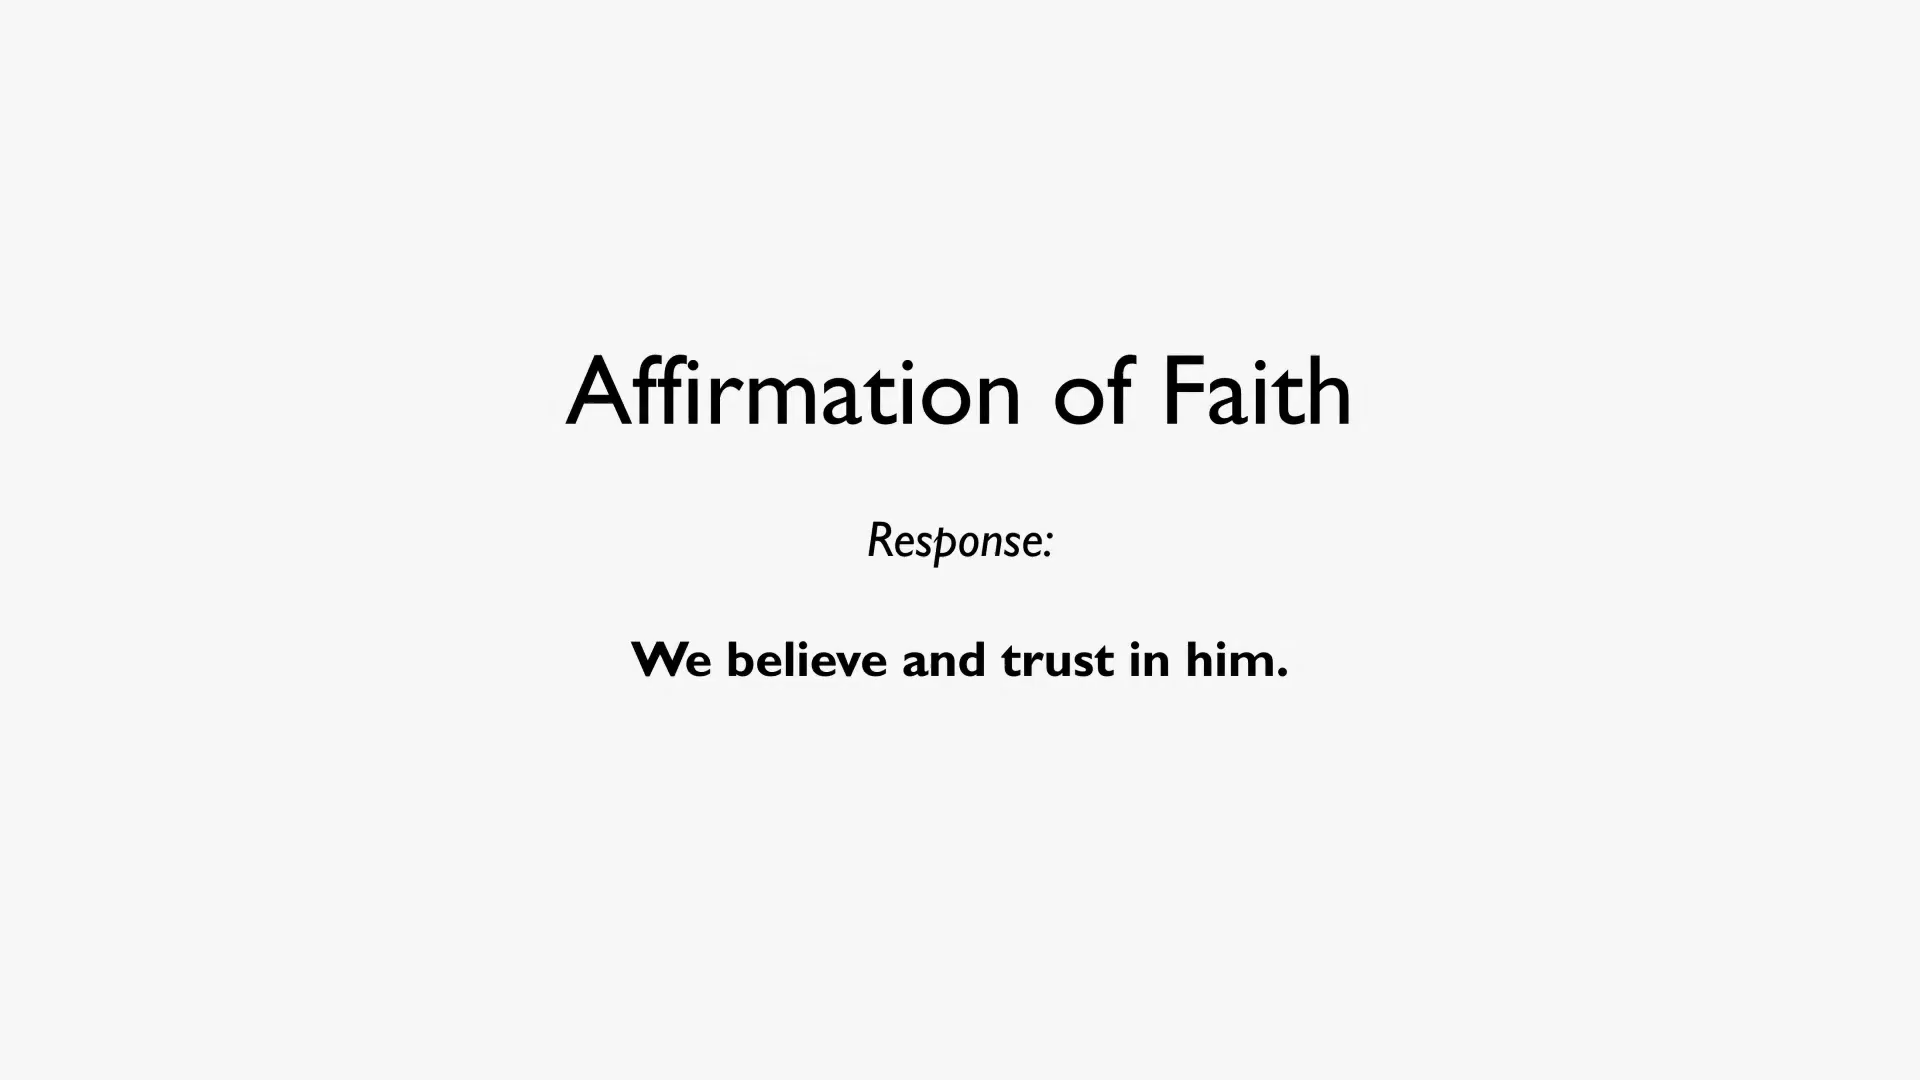 Affirmation of Faith
Response:
We believe and trust in him.